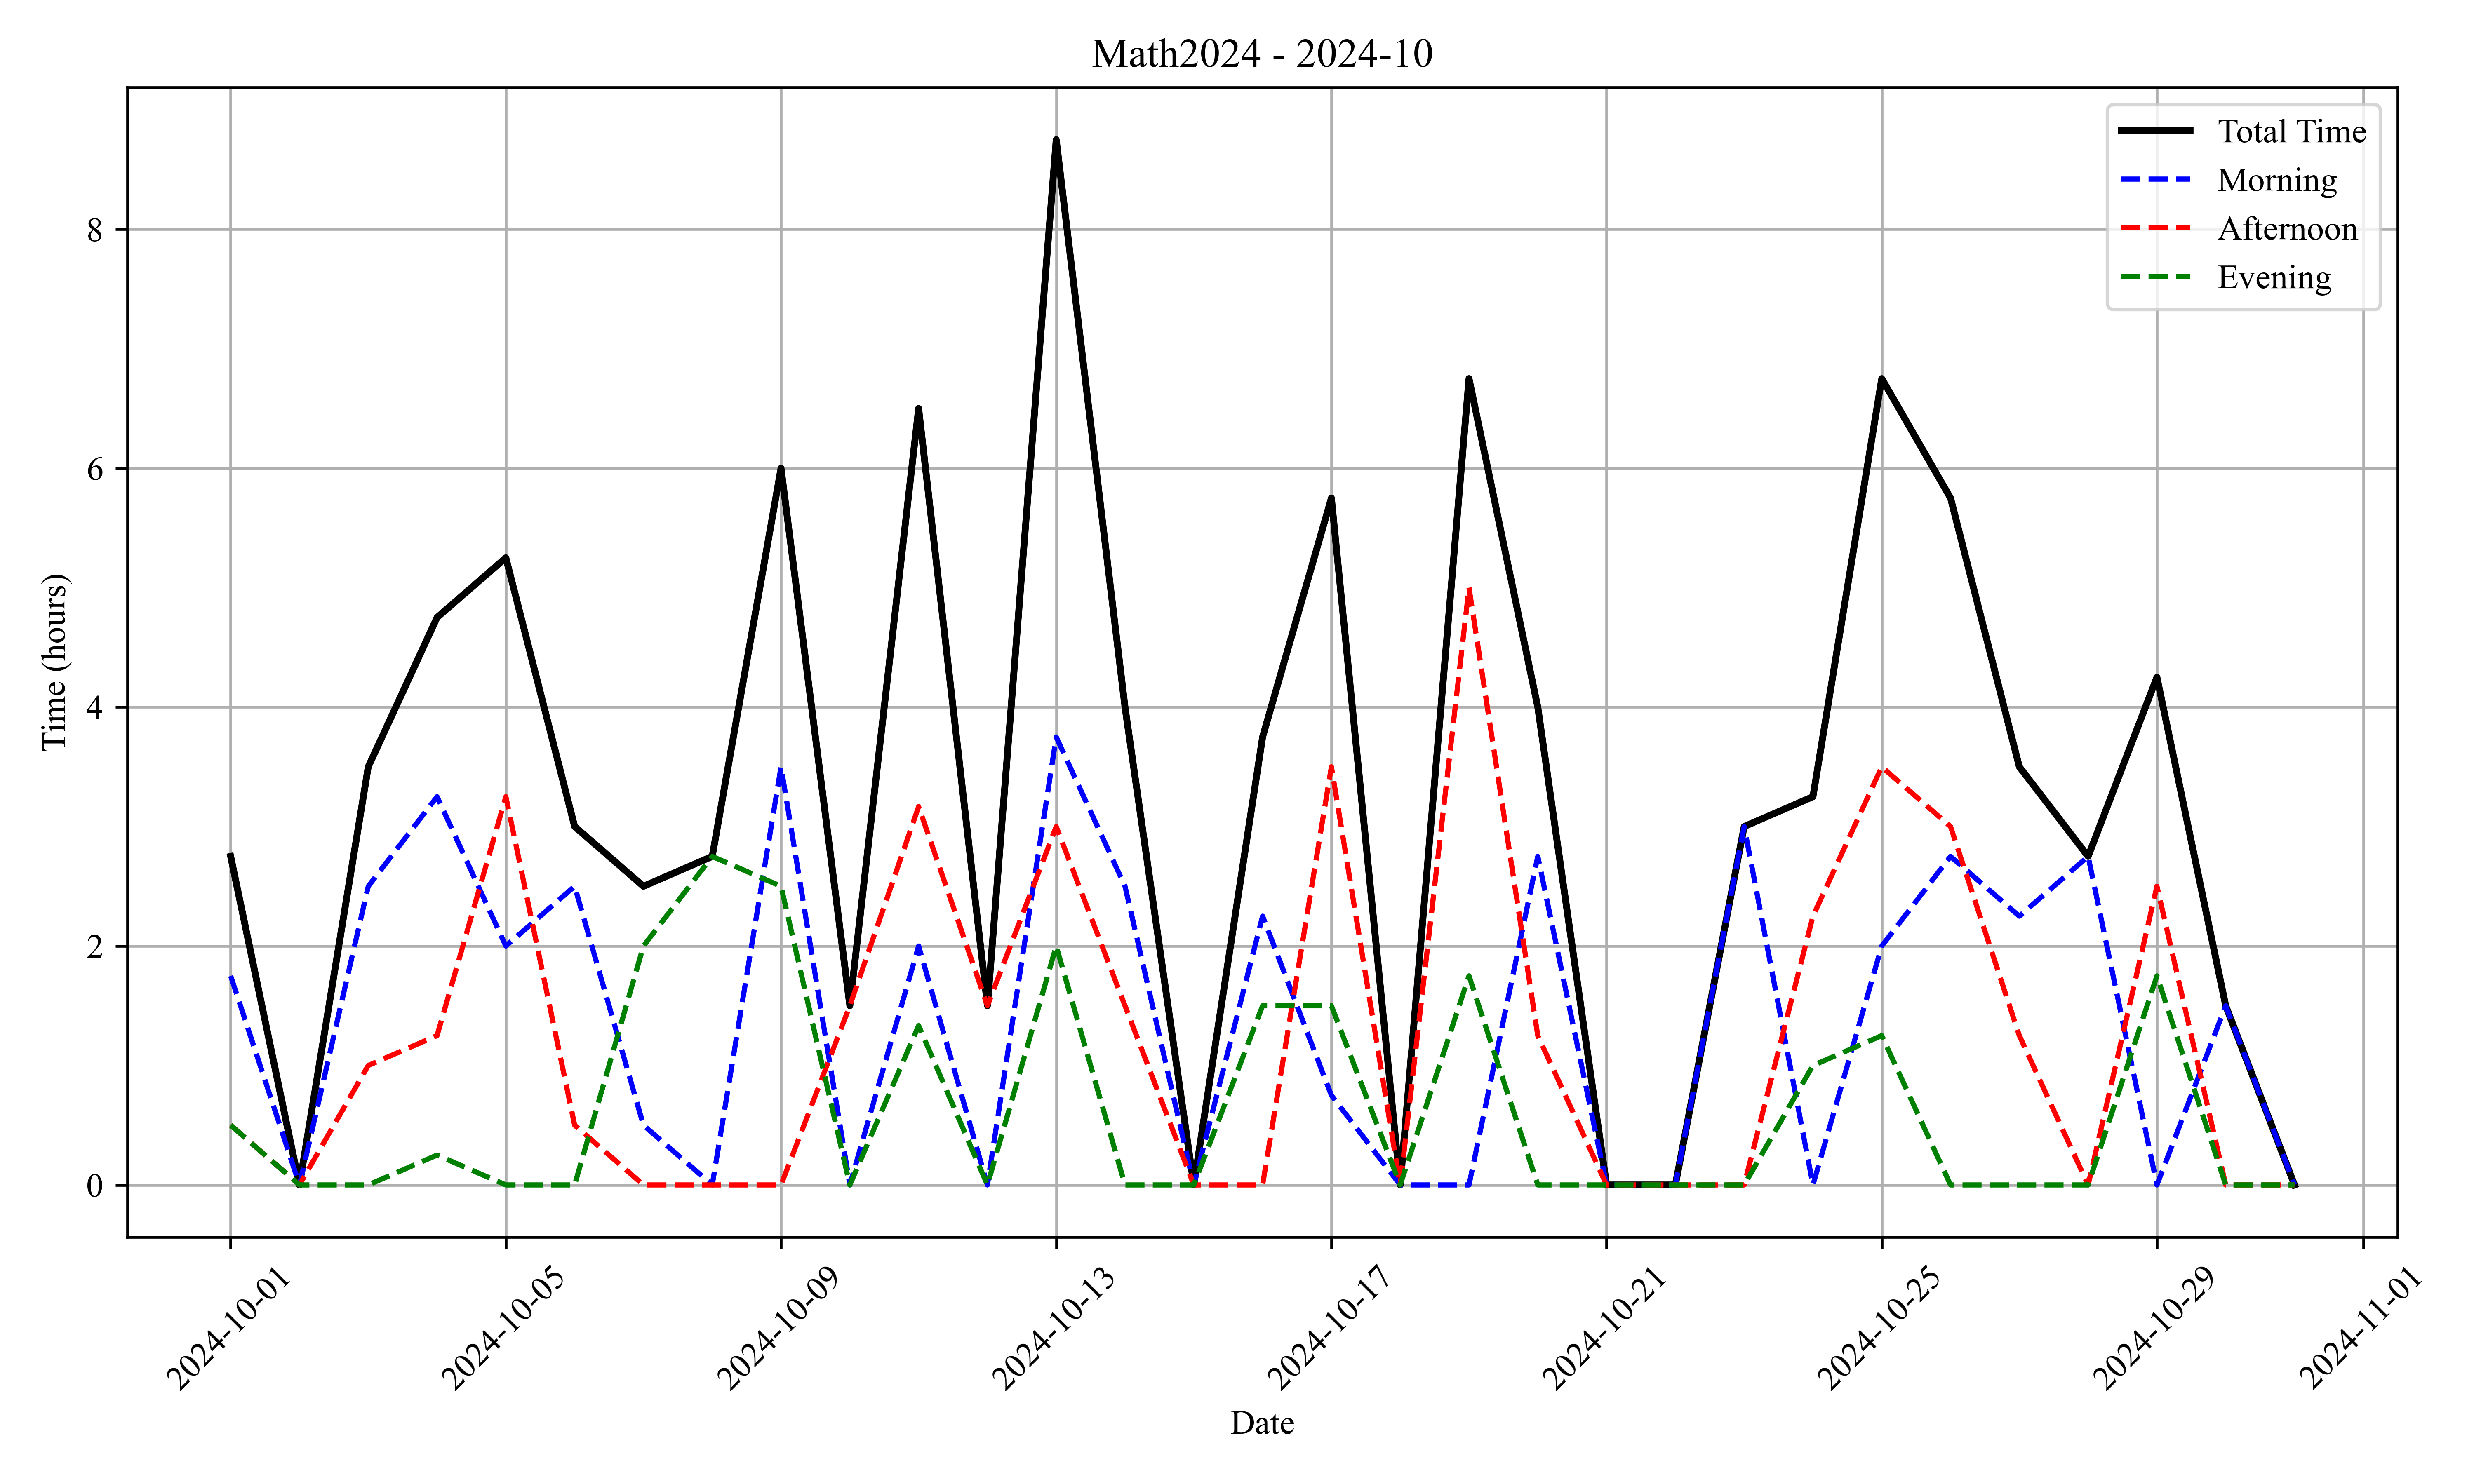 Math2024 - 2024-10
Total Time
Morning
Afternoon
Evening
Time (hours)
8
6
4
2
0
2024-10-01
2024-10-05
2024-10-09
2024-10-13
2024-10-17
2024-10-21
2024-10-25
2024-10-29
2024-11-01
Date